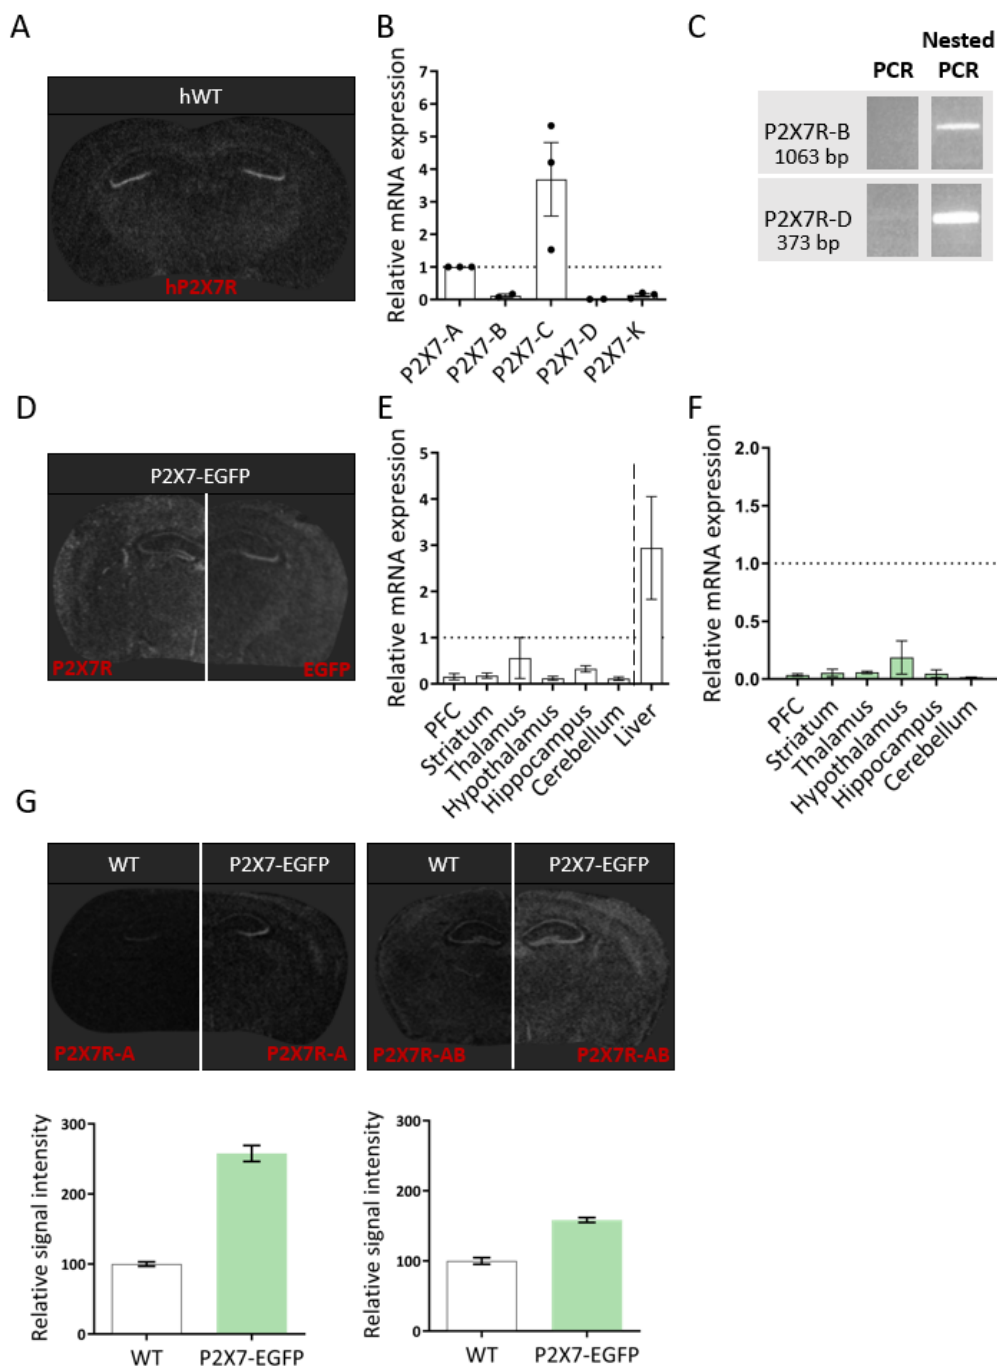 A
hWT
hP2X7R
B
Relative mRNA expression
7
6
5
4
3
2
1
0
P2X7-A
P2X7-B
P2X7-C
P2X7-D
P2X7-K
C
Nested
PCR PCR
P2X7R-B
1063 bp
P2X7R-D
373 bp
D
P2X7-EGFP
P2X7R EGFP
E
Relative mRNA expression
5
4
3
2
1
0
PFC
Striatum
Thalamus
Hypothalamus
Hippocampus
Cerebellum
Liver
F
Relative mRNA expression
2.0
1.5
1.0
0.5
0.0
PFC
Striatum
Thalamus
Hypothalamus
Hippocampus
Cerebellum
G
WT P2X7-EGFP
P2X7R-A P2X7R-A
WT P2X7-EGFP
P2X7R-AB P2X7R-AB
Relative signal intensity
300
200
100
0
WT P2X7-EGFP
Relative signal intensity
300
200
100
0
WT P2X7-EGFP